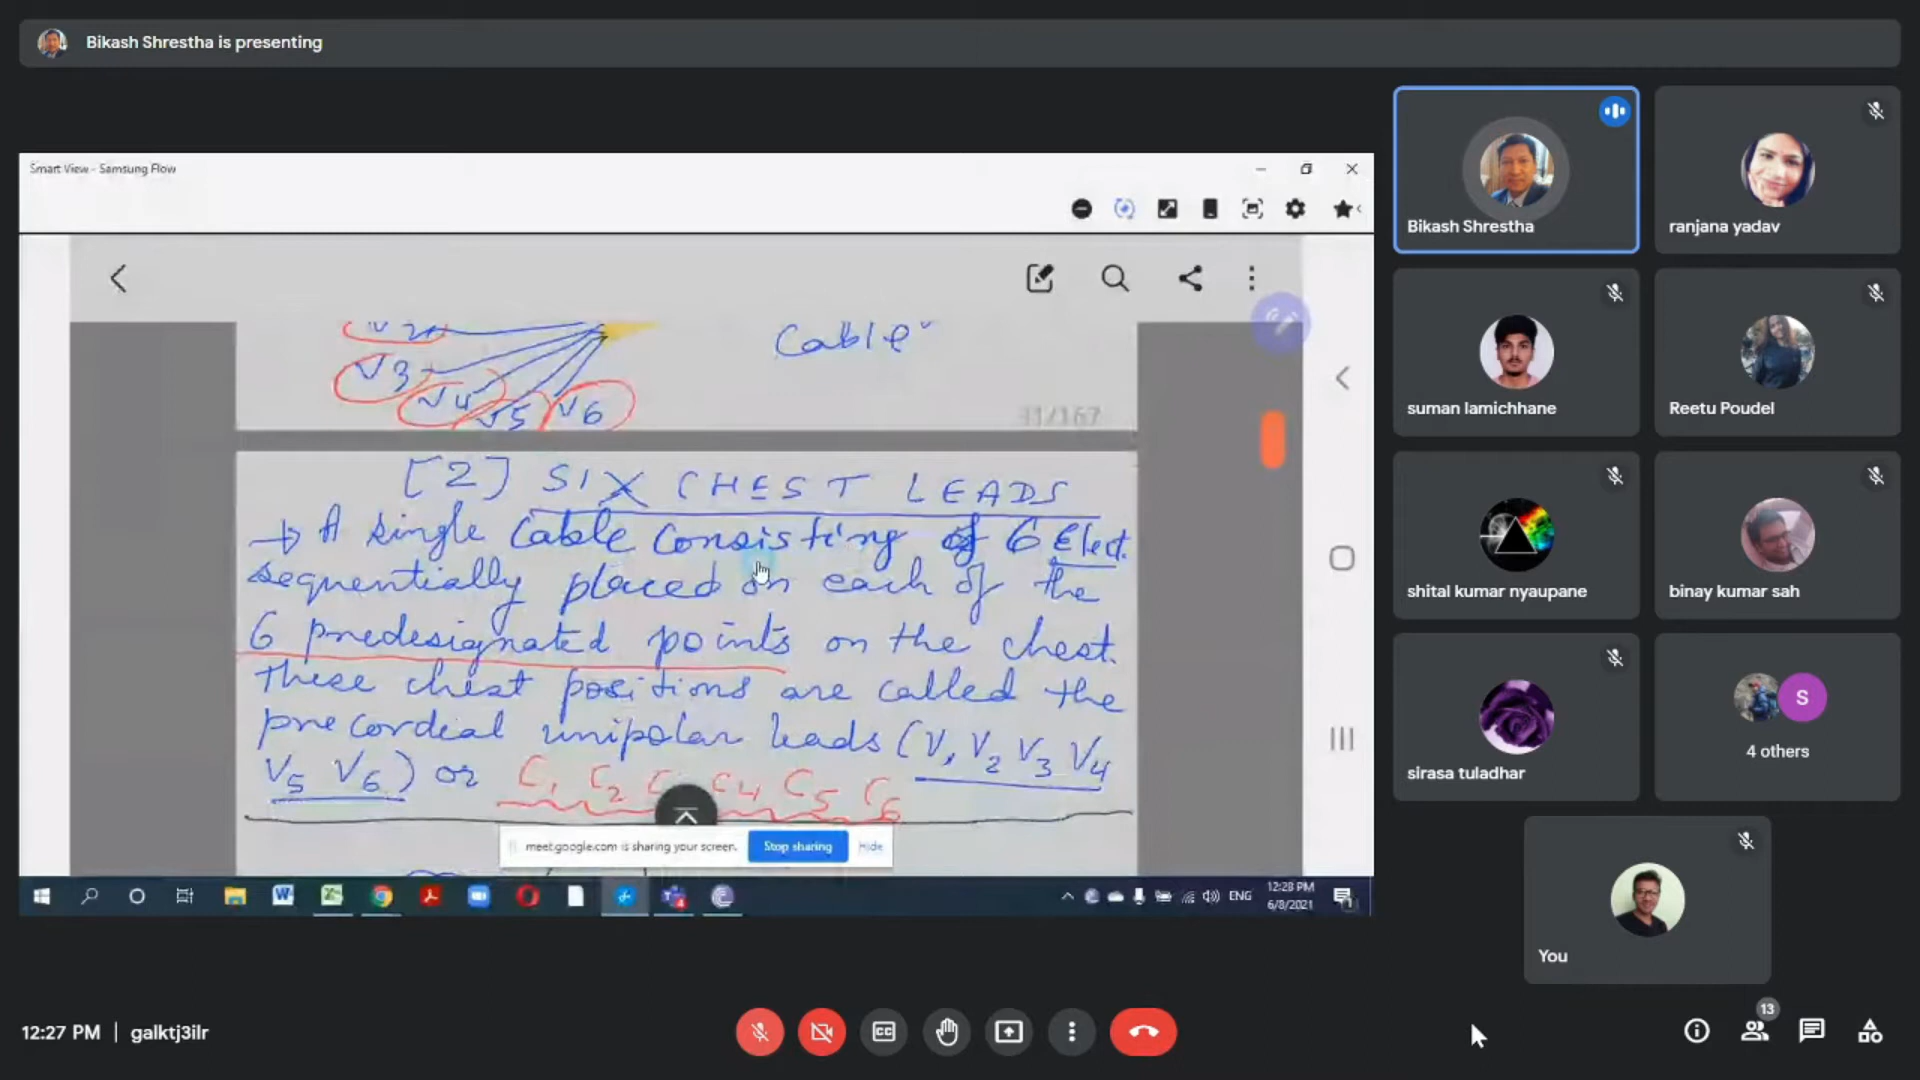 Bikash Shrestha is presenting
Smart View - Samsung Flow
V2
V3
V4
V5
V6
Cable
31/167
[2] SIX CHEST LEADS
→ A single Cable Consisting of 6 Elect.
sequentially placed on each of the
6 predesignated points on the chest.
These chest positions are called the
precordial unipolar leads (V1 V2 V3 V4
V5 V6) or C1 C2 C4 C5 C6
meet.google.com is sharing your screen.
Stop sharing
Hide
ENG
12:28 PM
6/8/2021
Bikash Shrestha
ranjana yadav
suman lamichhane
Reetu Poudel
shital kumar nyaupane
binay kumar sah
sirasa tuladhar
S
4 others
You
12:27 PM | galktj3ilr
CC
13